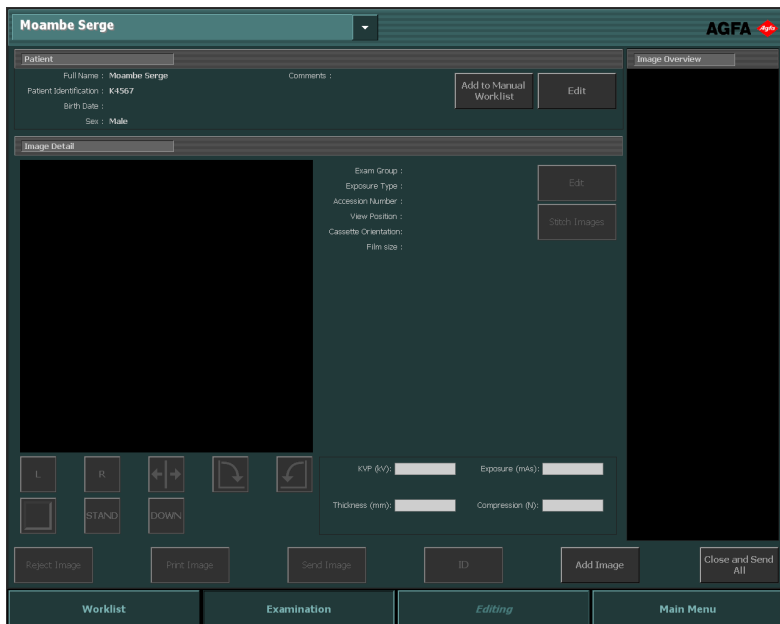 Moambe Serge
AGFA Agfa
Patient
Image Overview
Full Name : Moambe Serge
Comments :
Patient Identification : K4567
Birth Date :
Sex : Male
Add to Manual
Worklist
Edit
Image Detail
Exam Group :
Exposure Type :
Accession Number :
View Position :
Cassette Orientation:
Film size :
Edit
Stitch Images
L
R
STAND
DOWN
KVP (kV):
Exposure (mAs):
Thickness (mm):
Compression (N):
Reject Image
Print Image
Send Image
ID
Add Image
Close and Send
All
Worklist
Examination
Editing
Main Menu